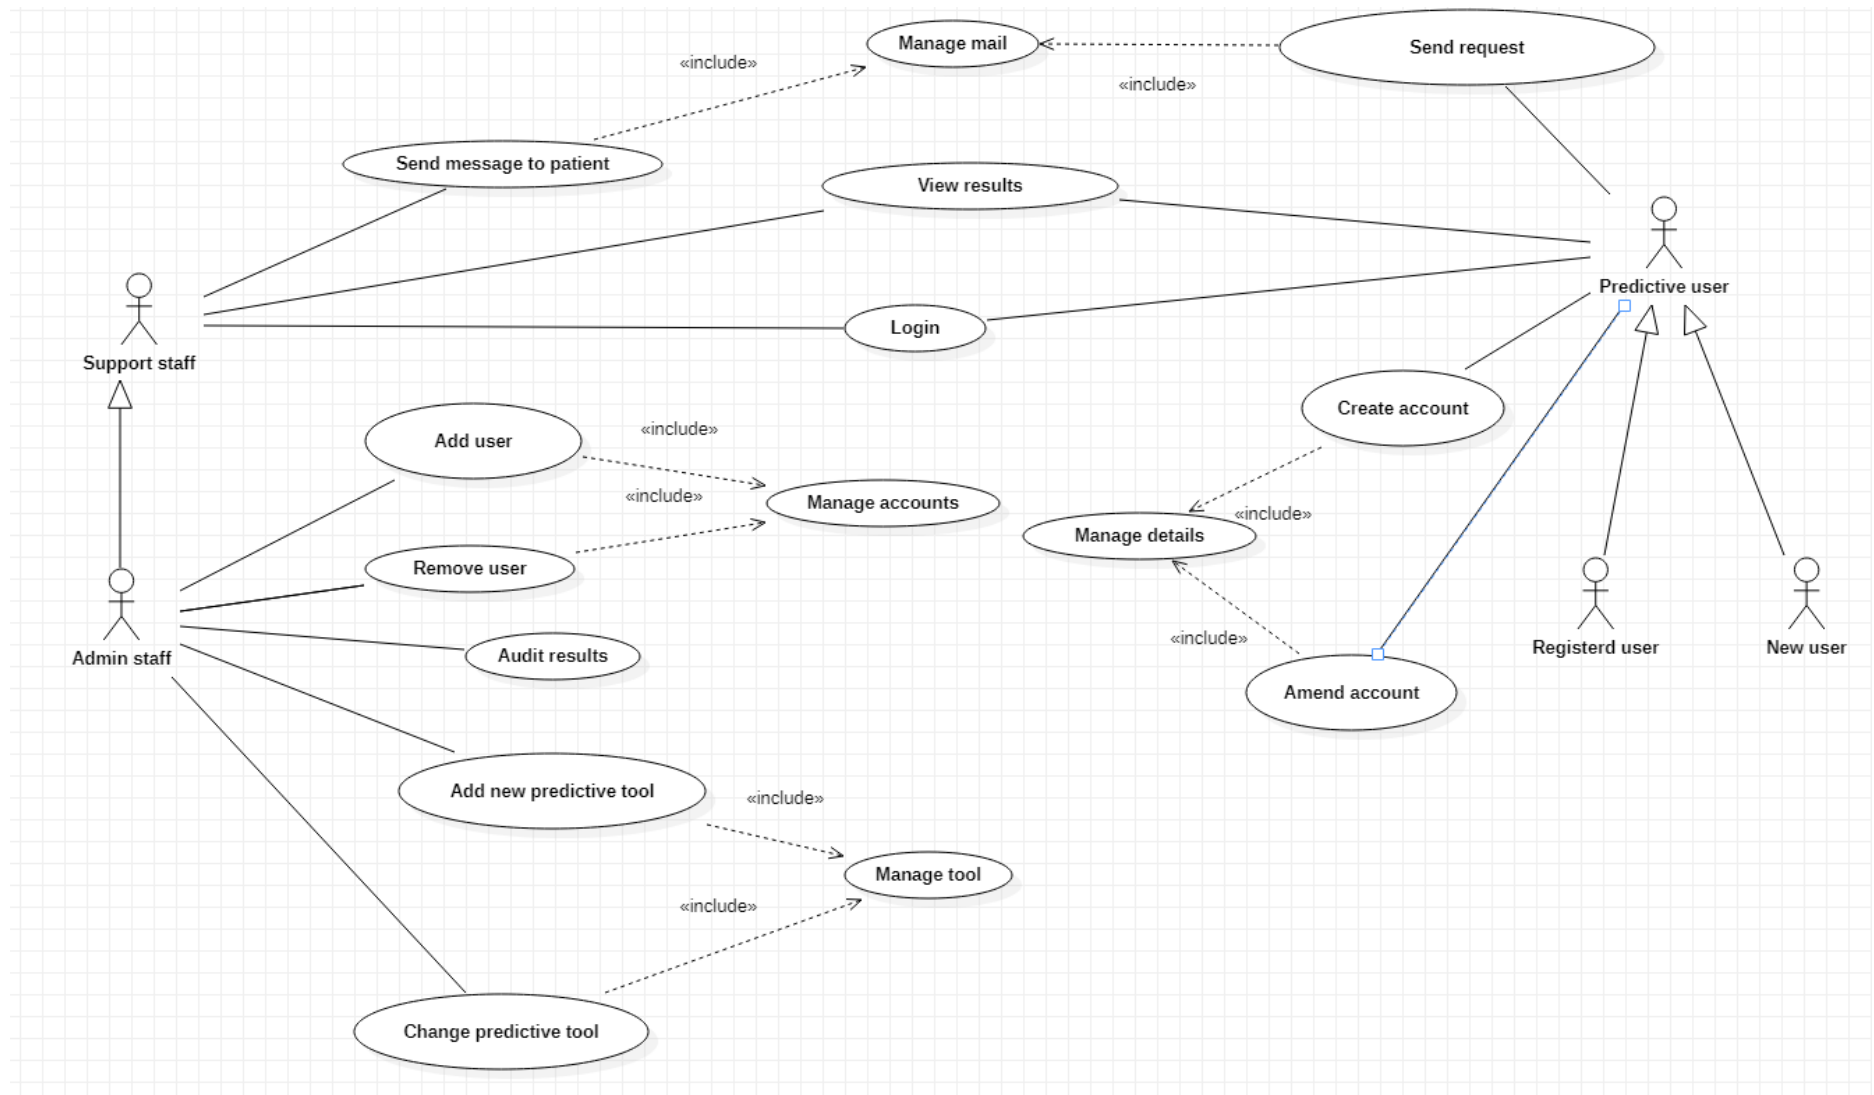 Manage mail
Send request
«include»
«include»
Send message to patient
View results
Predictive user
Login
Support staff
Create account
Add user
«include»
«include»
Manage accounts
«include»
Manage details
Remove user
«include»
Registerd user
New user
Admin staff
Audit results
Amend account
Add new predictive tool
«include»
Manage tool
«include»
Change predictive tool